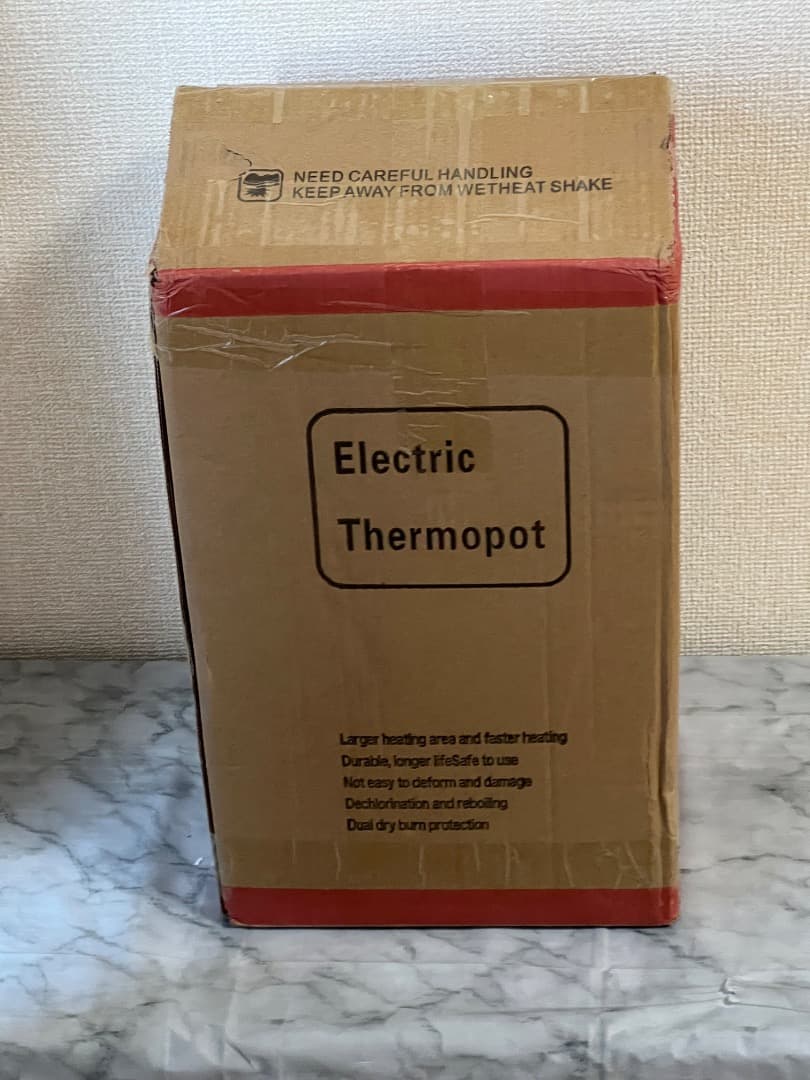 NEED CAREFUL HANDLING
KEEP AWAY FROM WETHEAT SHAKE
Electric
Thermopot
Larger heating area and faster heating
Durable, longer lifeSafe to use
Not easy to deform and damage
Dechlorination and reboiling
Dual dry burn protection